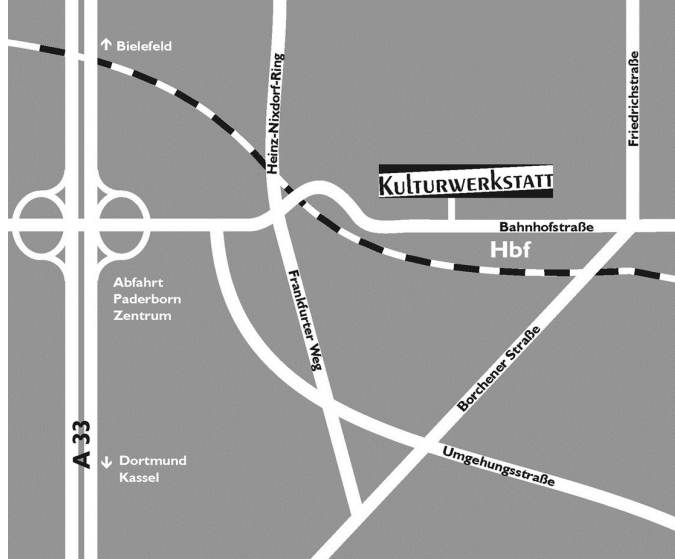 Bielefeld
Heinz-Nixdorf-Ring
Friedrichstraße
KULTURWERKSTATT
Bahnhofstraße
Hbf
Abfahrt
Paderborn
Zentrum
Frankfurter Weg
Borchener Straße
A 33
Dortmund
Kassel
Umgehungsstraße